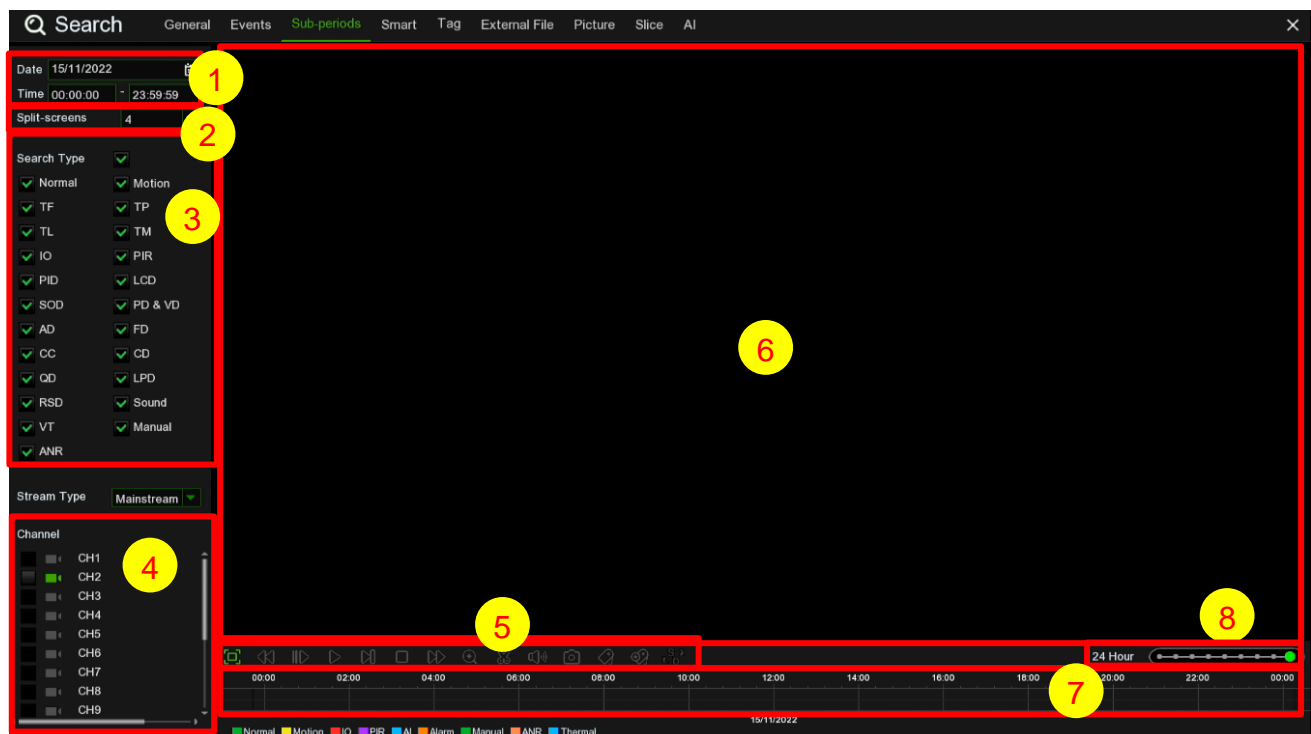 Search General Events Sub-periods Smart Tag External File Picture Slice AI
Date 15/11/2022
1
Time 00:00:00 - 23:59:59
Split-screens 4
2
Search Type
Normal Motion
TF TP
3
TL TM
IO PIR
PID LCD
SOD PD & VD
AD FD
CC CD
QD LPD
RSD Sound
VT Manual
ANR
6
Stream Type Mainstream
Channel
4
CH1
CH2
CH3
CH4
CH5
CH6
CH7
CH8
CH9
5
8
24 Hour
00:00 02:00 04:00 06:00 08:00 10:00 12:00 14:00 16:00 18:00 20:00 22:00 00:00
7
15/11/2022
Normal Motion IO PIR AI Alarm Manual ANR Thermal